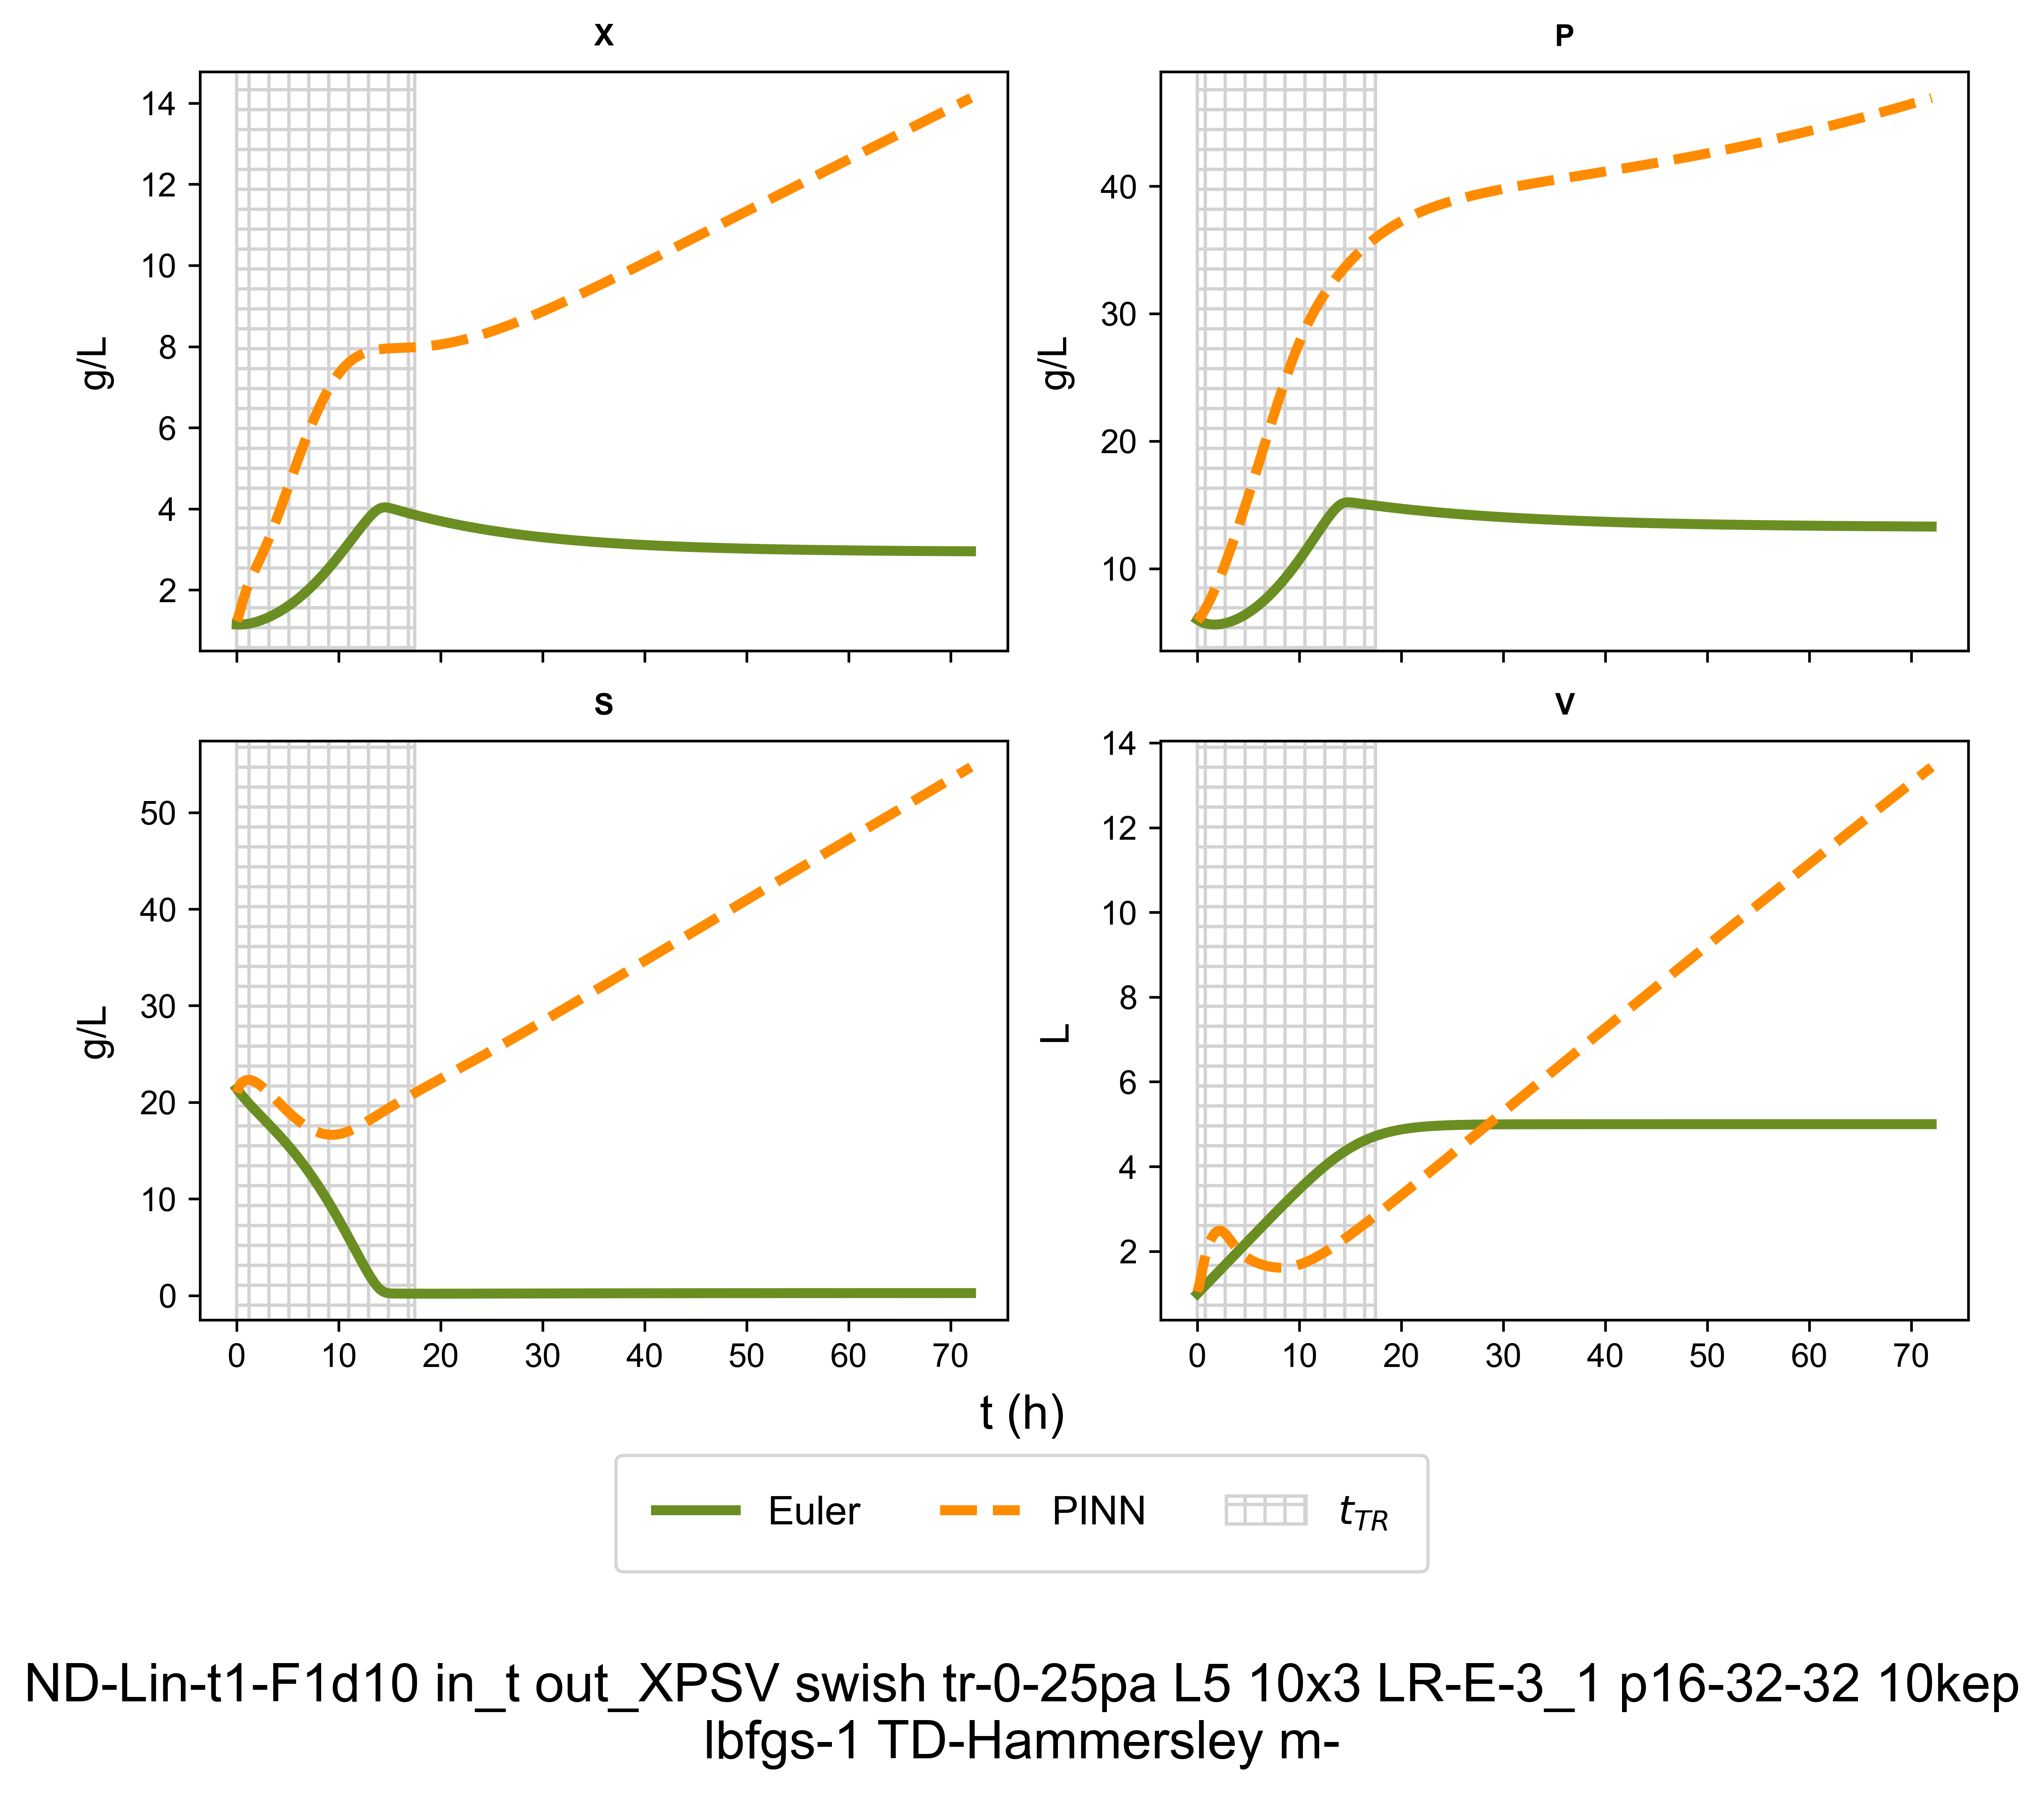 X
P
14
12
10
8
6
4
2
g/L
40
30
20
10
g/L
S
V
50
40
30
20
10
0
g/L
14
12
10
8
6
4
2
L
0 10 20 30 40 50 60 70
0 10 20 30 40 50 60 70
t (h)
Euler PINN t_TR
ND-Lin-t1-F1d10 in_t out_XPSV swish tr-0-25pa L5 10x3 LR-E-3_1 p16-32-32 10kep
lbfgs-1 TD-Hammersley m-